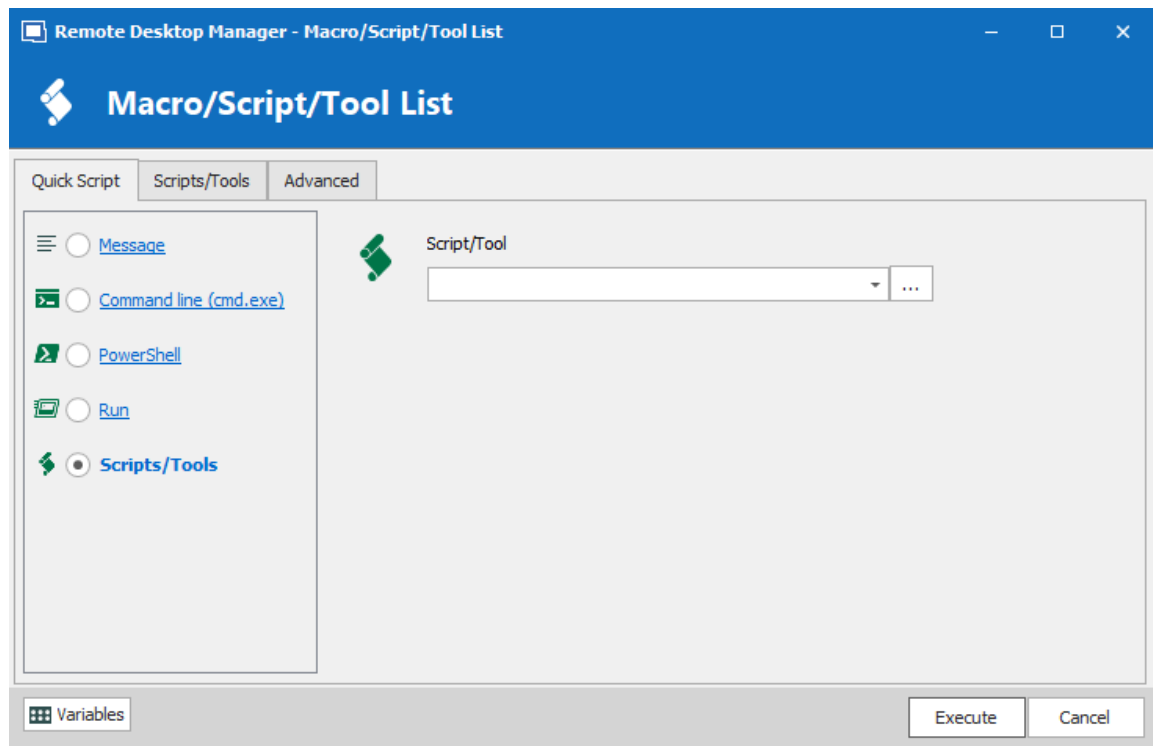 Remote Desktop Manager - Macro/Script/Tool List
Macro/Script/Tool List
Quick Script Scripts/Tools Advanced
Message
Command line (cmd.exe)
PowerShell
Run
Scripts/Tools
Script/Tool
...
Variables
Execute Cancel